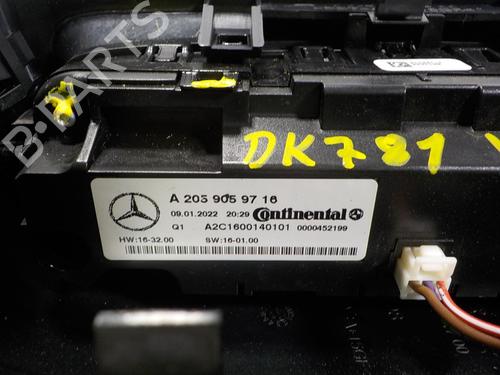 B-PARTS
DK781
A 205 905 97 16
09.01.2022 20:29 Continental
Q1 A2C1600140101 0000452199
HW:16-32.00 SW:16-01.00